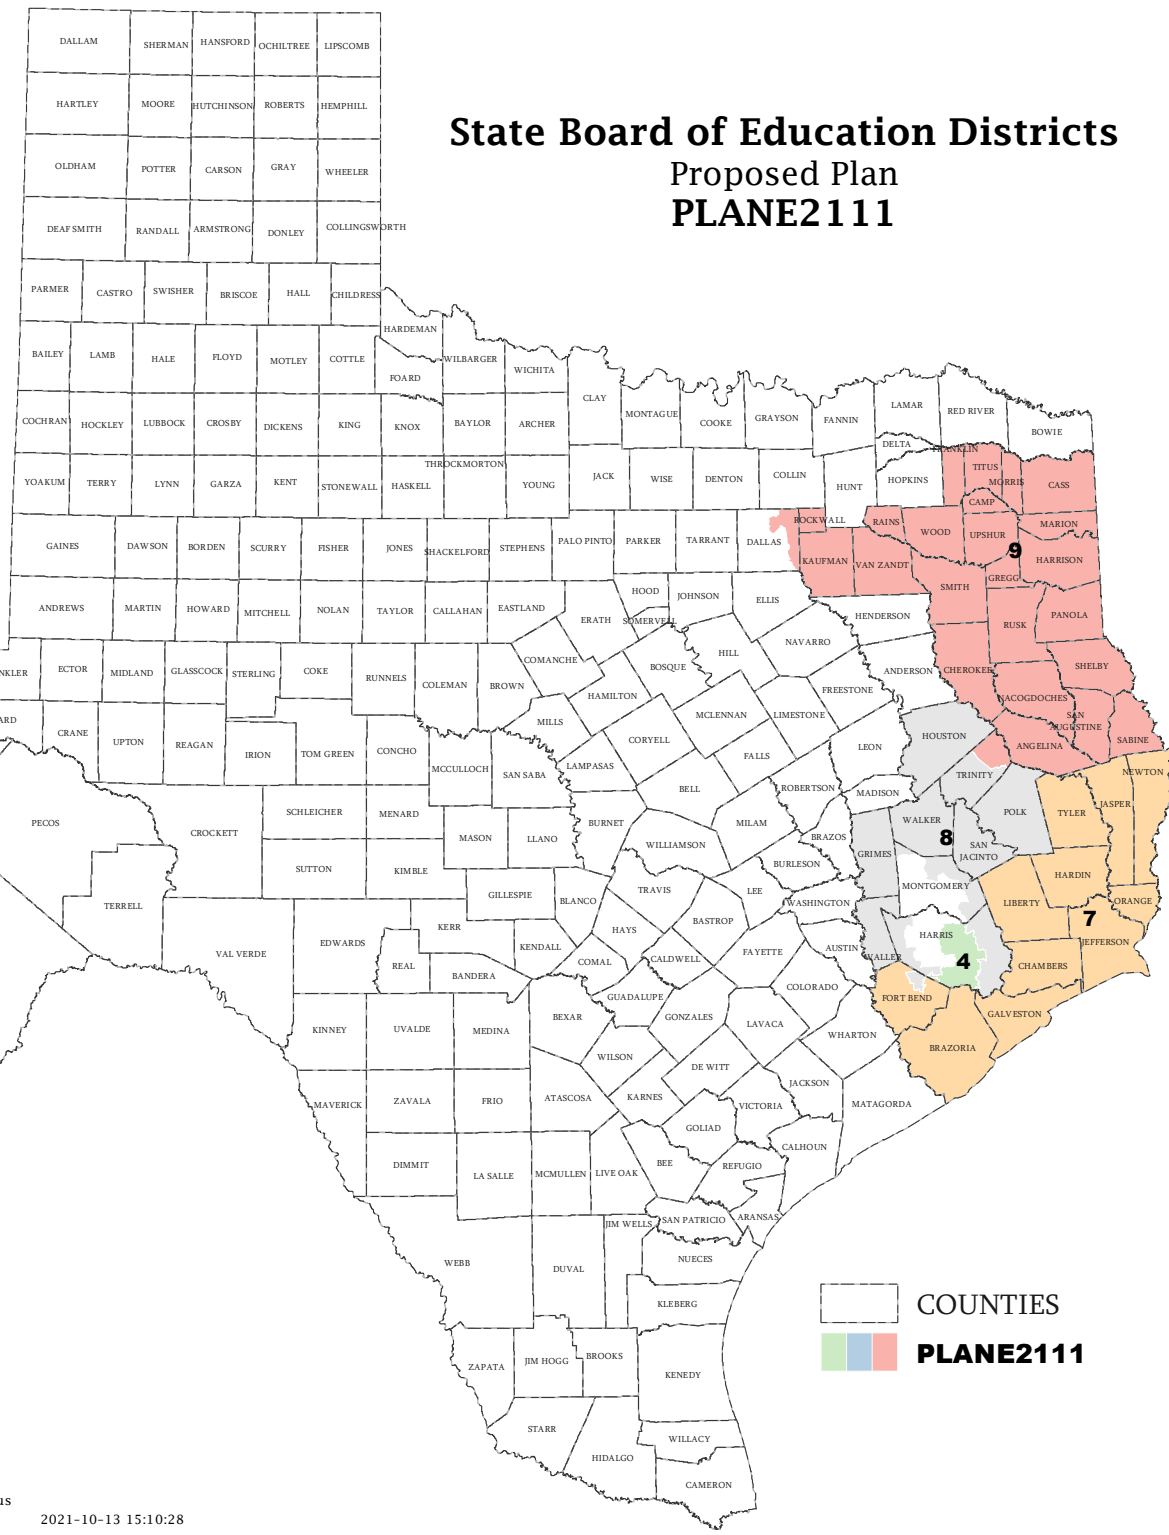 State Board of Education Districts
Proposed Plan
PLANE2111
DALLAM
SHERMAN
HANSFORD
OCHILTREE
LIPSCOMB
HARTLEY
MOORE
HUTCHINSON
ROBERTS
HEMPHILL
OLDHAM
POTTER
CARSON
GRAY
WHEELER
DEAF SMITH
RANDALL
ARMSTRONG
DONLEY
COLLINGSWORTH
PARMER
CASTRO
SWISHER
BRISCOE
HALL
CHILDRESS
HARDEMAN
BAILEY
LAMB
HALE
FLOYD
MOTLEY
COTTLE
FOARD
WILBARGER
WICHITA
CLAY
MONTAGUE
COOKE
GRAYSON
FANNIN
LAMAR
RED RIVER
BOWIE
COCHRAN
HOCKLEY
LUBBOCK
CROSBY
DICKENS
KING
KNOX
BAYLOR
ARCHER
DELTA
FRANKLIN
TITUS
MORRIS
CASS
YOAKUM
TERRY
LYNN
GARZA
KENT
STONEWALL
HASKELL
THROCKMORTON
YOUNG
JACK
WISE
DENTON
COLLIN
HUNT
HOPKINS
CAMP
GAINES
DAWSON
BORDEN
SCURRY
FISHER
JONES
SHACKELFORD
STEPHENS
PALO PINTO
PARKER
TARRANT
DALLAS
ROCKWALL
RAINS
WOOD
UPSHUR
MARION
9
KAUFMAN
VAN ZANDT
HARRISON
GREGG
SMITH
ANDREWS
MARTIN
HOWARD
MITCHELL
NOLAN
TAYLOR
CALLAHAN
EASTLAND
ERATH
HOOD
SOMERVELL
JOHNSON
ELLIS
HENDERSON
RUSK
PANOLA
NKLER
ECTOR
MIDLAND
GLASSCOCK
STERLING
COKE
RUNNELS
COLEMAN
BROWN
COMANCHE
BOSQUE
HILL
NAVARRO
ANDERSON
CHEROKEE
SHELBY
HAMILTON
FREESTONE
NACOGDOCHES
ARD
CRANE
UPTON
REAGAN
IRION
TOM GREEN
CONCHO
MCCULLOCH
SAN SABA
MILLS
LAMPASAS
CORYELL
MCLENNAN
LIMESTONE
FALLS
LEON
HOUSTON
SAN
AUGUSTINE
ANGELINA
SABINE
TRINITY
NEWTON
PECOS
CROCKETT
SCHLEICHER
MENARD
MASON
LLANO
BURNET
BELL
MILAM
ROBERTSON
MADISON
BRAZOS
WALKER
8
POLK
TYLER
JASPER
SAN
JACINTO
GRIMES
SUTTON
KIMBLE
GILLESPIE
BLANCO
WILLIAMSON
TRAVIS
BURLESON
LEE
WASHINGTON
MONTGOMERY
LIBERTY
HARDIN
ORANGE
7
JEFFERSON
TERRELL
VAL VERDE
EDWARDS
REAL
KERR
BANDERA
KENDALL
HAYS
COMAL
CALDWELL
BASTROP
FAYETTE
AUSTIN
WALLER
HARRIS
4
CHAMBERS
COLORADO
FORT BEND
GALVESTON
BRAZORIA
KINNEY
UVALDE
MEDINA
BEXAR
GUADALUPE
GONZALES
LAVACA
WHARTON
WILSON
DE WITT
JACKSON
MATAGORDA
MAVERICK
ZAVALA
FRIO
ATASCOSA
KARNES
VICTORIA
GOLIAD
CALHOUN
DIMMIT
LA SALLE
MCMULLEN
LIVE OAK
BEE
REFUGIO
ARANSAS
SAN PATRICIO
JIM WELLS
NUECES
WEBB
DUVAL
KLEBERG
ZAPATA
JIM HOGG
BROOKS
KENEDY
STARR
HIDALGO
WILLACY
CAMERON
COUNTIES
PLANE2111
us
2021-10-13 15:10:28